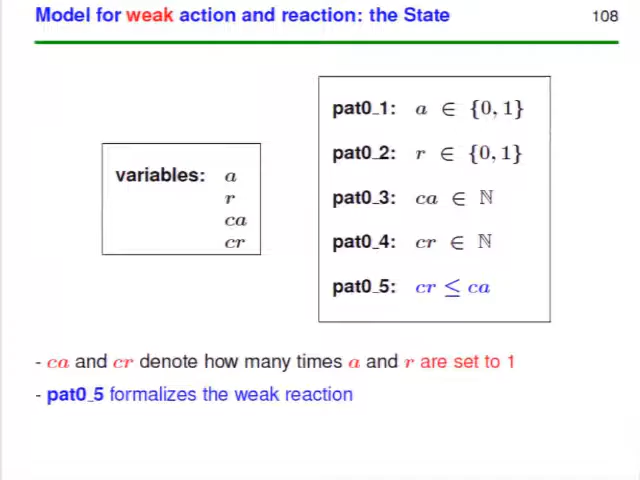 Model for weak action and reaction: the State 108
variables: a
r
ca
cr
pat0_1: a ∈ {0, 1}
pat0_2: r ∈ {0, 1}
pat0_3: ca ∈ ℕ
pat0_4: cr ∈ ℕ
pat0_5: cr ≤ ca
- ca and cr denote how many times a and r are set to 1
- pat0_5 formalizes the weak reaction